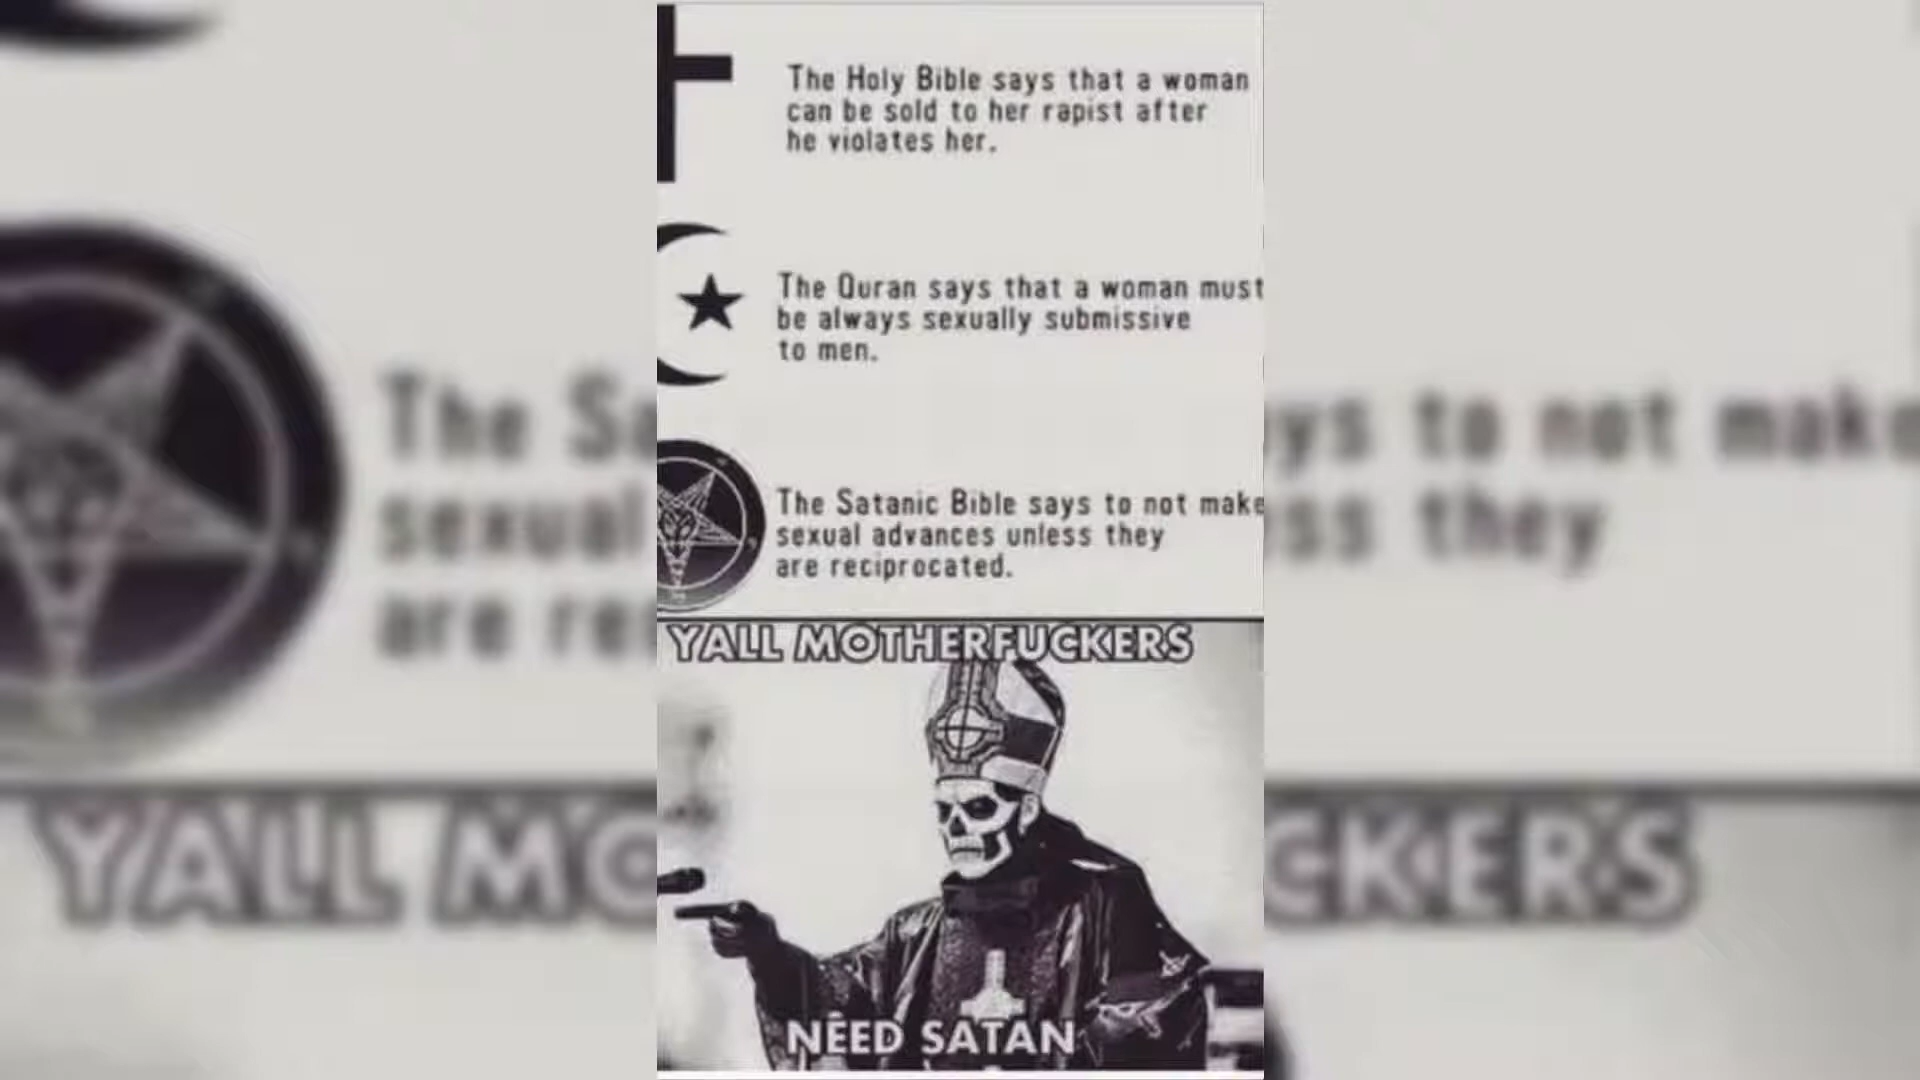 The Holy Bible says that a woman
can be sold to her rapist after
he violates her.
The Quran says that a woman must
be always sexually submissive
to men.
The Satanic Bible says to not make
sexual advances unless they
are reciprocated.
YALL MOTHERFUCKERS
NEED SATAN